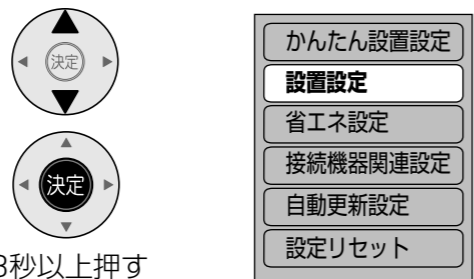 決定
決定
3秒以上押す
かんたん設置設定
設置設定
省エネ設定
接続機器関連設定
自動更新設定
設定リセット